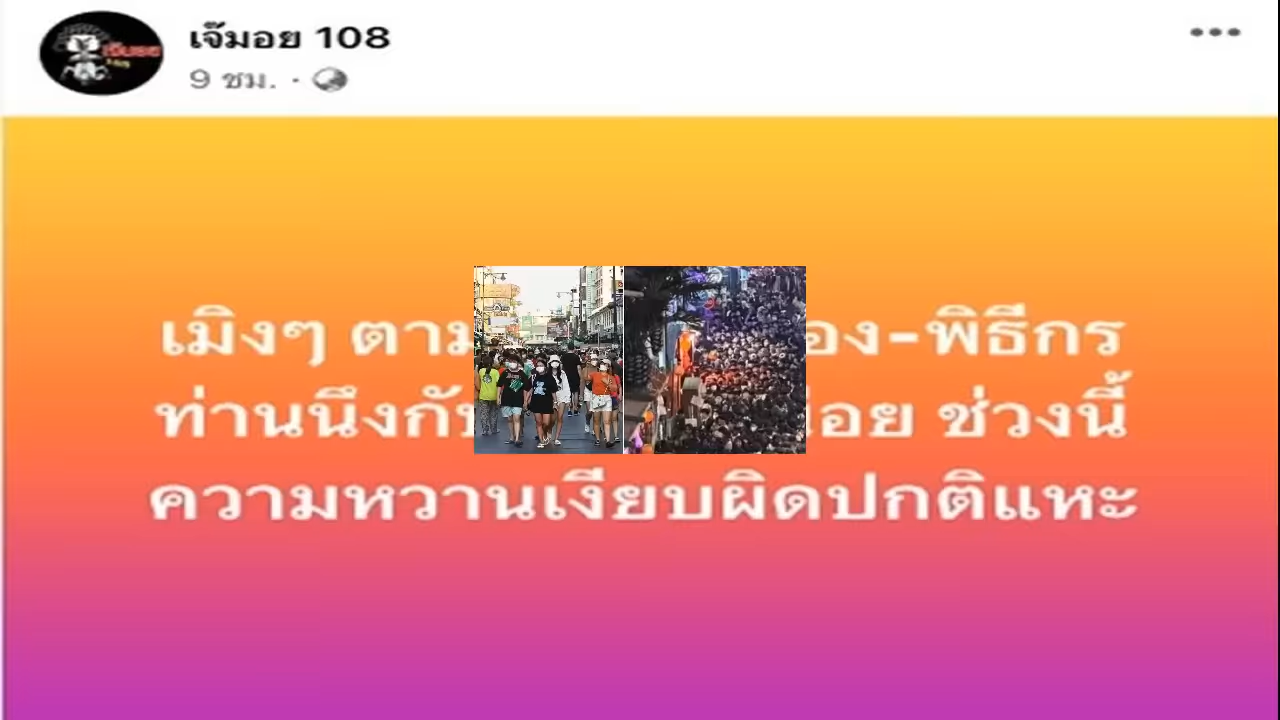 เจ๊มอย 108
9 ชม.
เมิงๆ ตาม
อง-พิธีกร
ท่านนึงกับ
ช่วงนี้
ความหวานเงียบผิดปกติแหะ